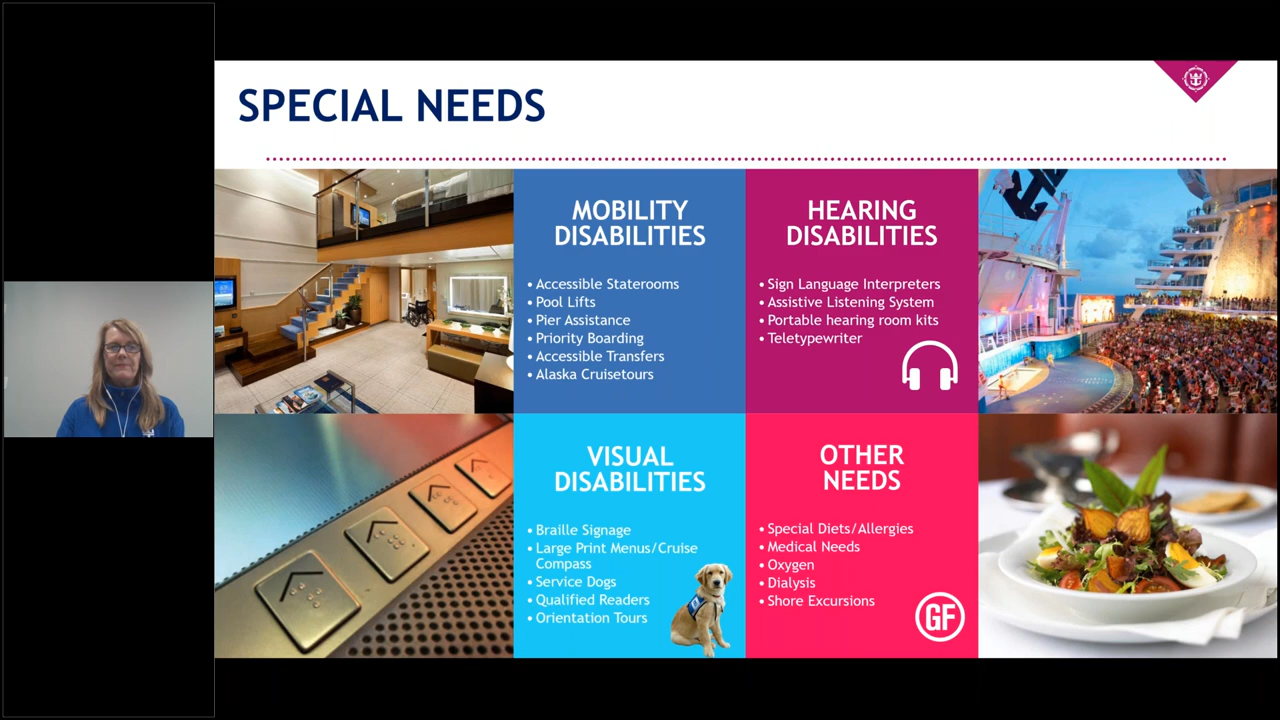 SPECIAL NEEDS
MOBILITY
DISABILITIES
• Accessible Staterooms
• Pool Lifts
• Pier Assistance
• Priority Boarding
• Accessible Transfers
• Alaska Cruisetours
HEARING
DISABILITIES
• Sign Language Interpreters
• Assistive Listening System
• Portable hearing room kits
• Teletypewriter
VISUAL
DISABILITIES
• Braille Signage
• Large Print Menus/Cruise
Compass
• Service Dogs
• Qualified Readers
• Orientation Tours
OTHER
NEEDS
• Special Diets/Allergies
• Medical Needs
• Oxygen
• Dialysis
• Shore Excursions
GF